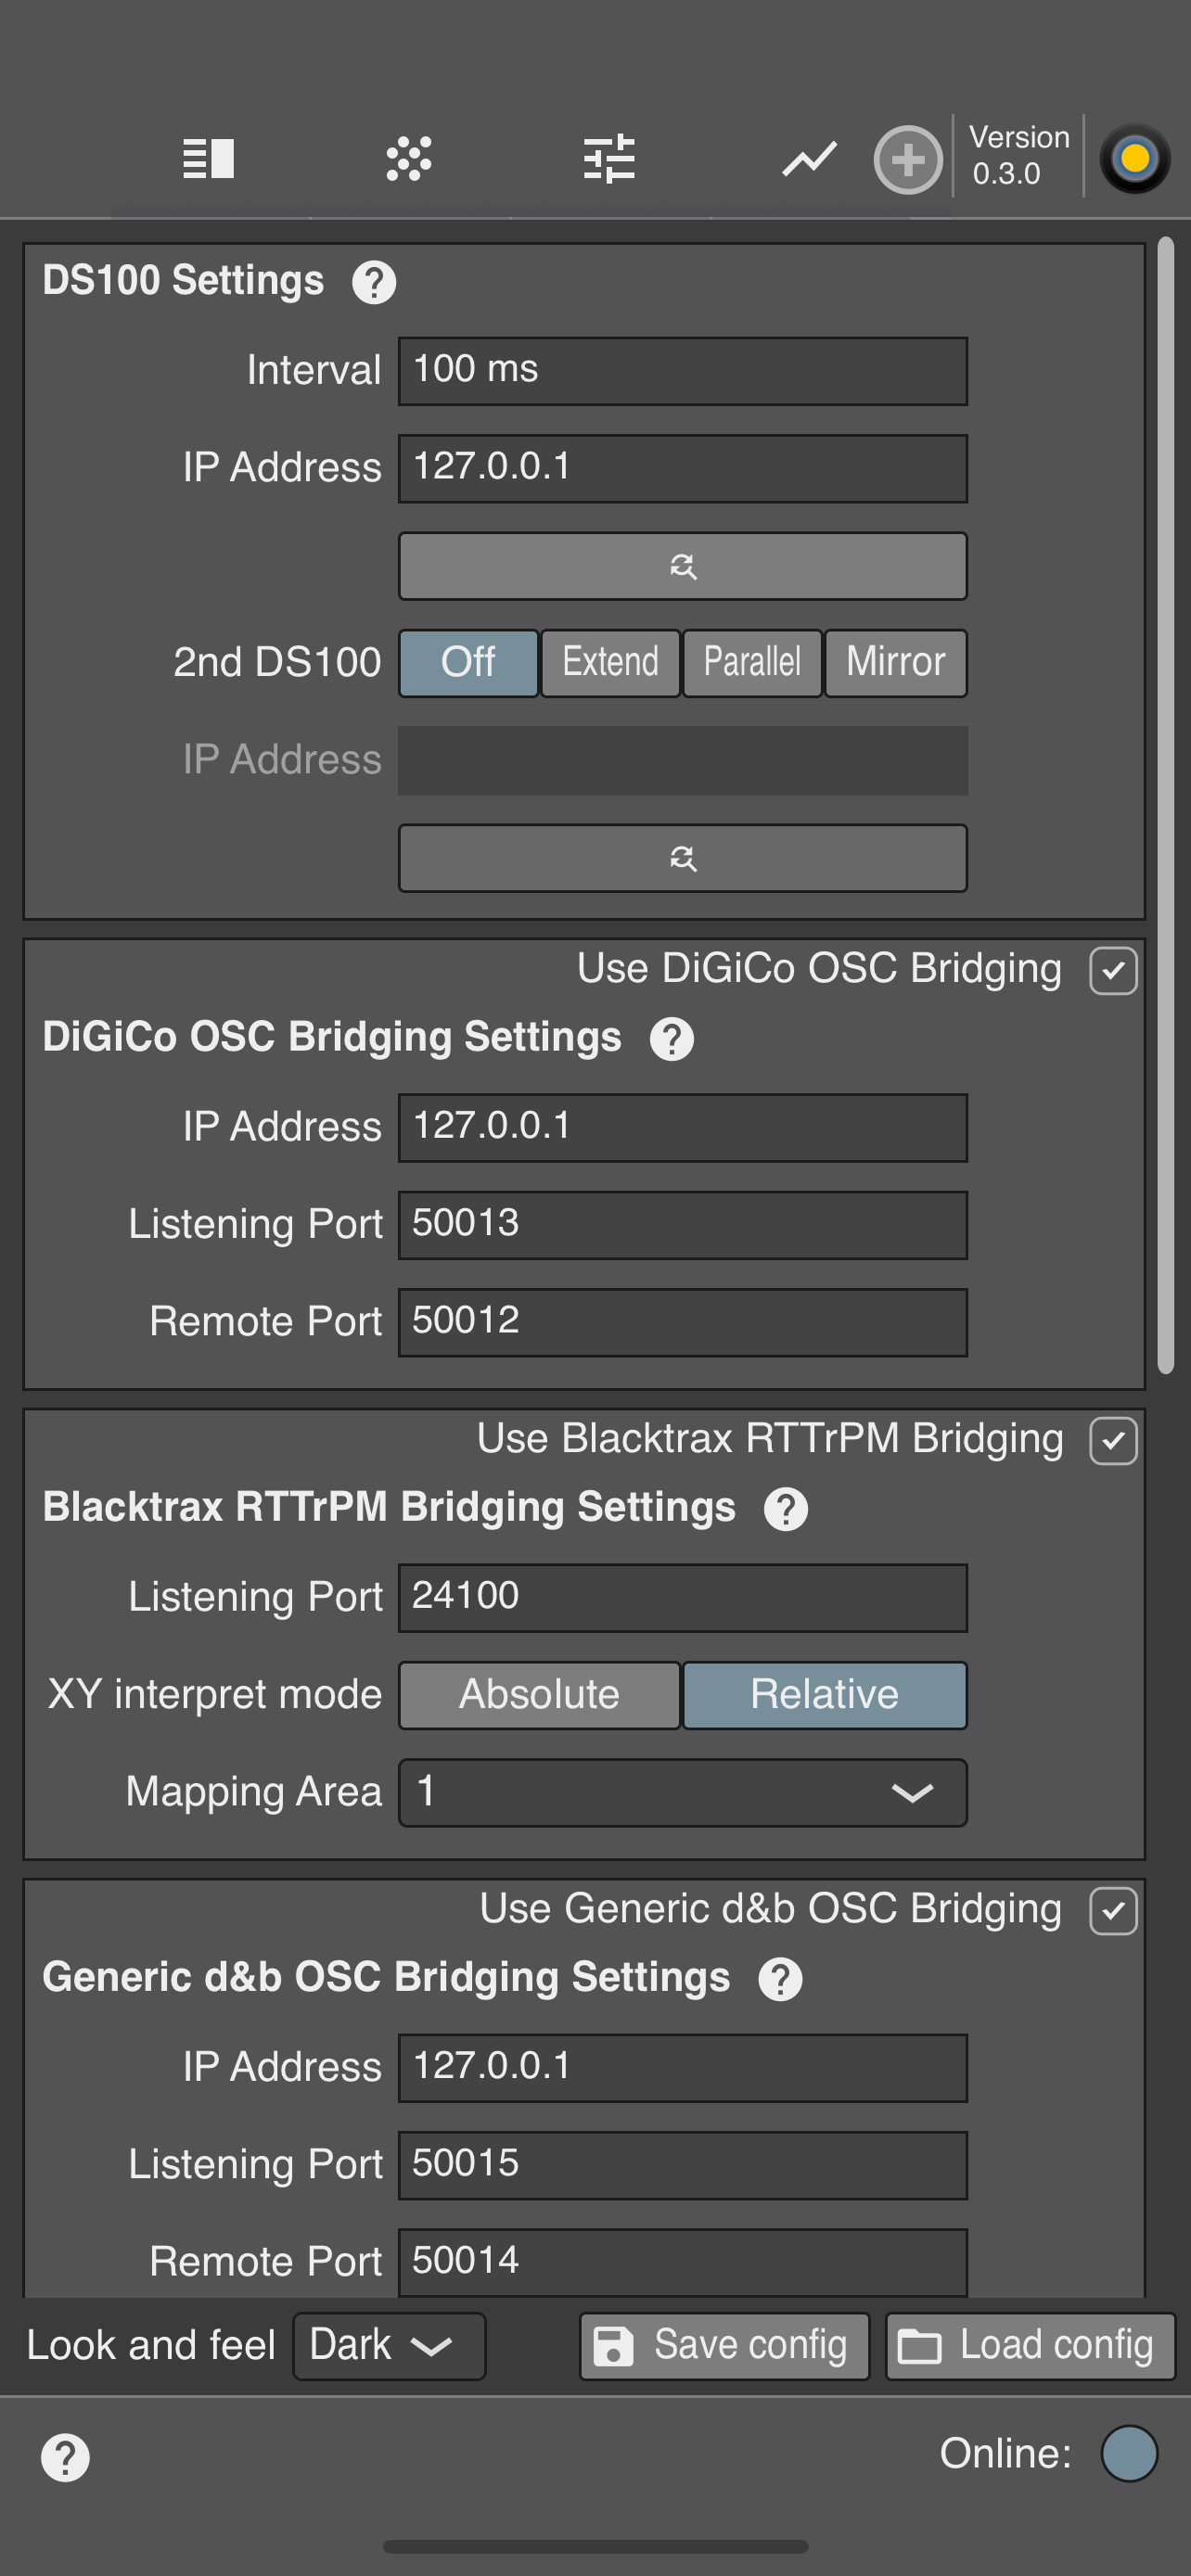 Version
0.3.0
DS100 Settings ?
Interval 100 ms
IP Address 127.0.0.1
2nd DS100 Off Extend Parallel Mirror
IP Address
Use DiGiCo OSC Bridging
DiGiCo OSC Bridging Settings ?
IP Address 127.0.0.1
Listening Port 50013
Remote Port 50012
Use Blacktrax RTTrPM Bridging
Blacktrax RTTrPM Bridging Settings ?
Listening Port 24100
XY interpret mode Absolute Relative
Mapping Area 1
Use Generic d&b OSC Bridging
Generic d&b OSC Bridging Settings ?
IP Address 127.0.0.1
Listening Port 50015
Remote Port 50014
Look and feel Dark Save config Load config
? Online: